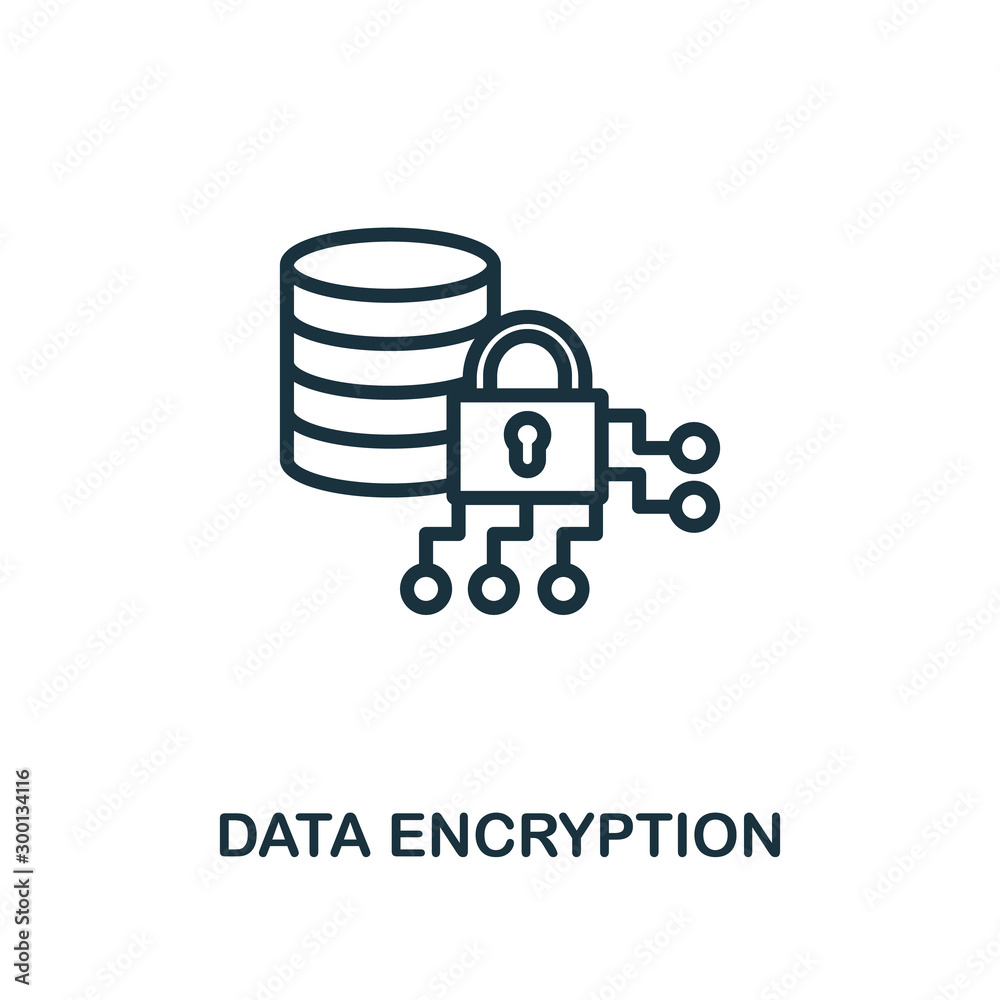 DATA ENCRYPTION
Adobe Stock | #300134116